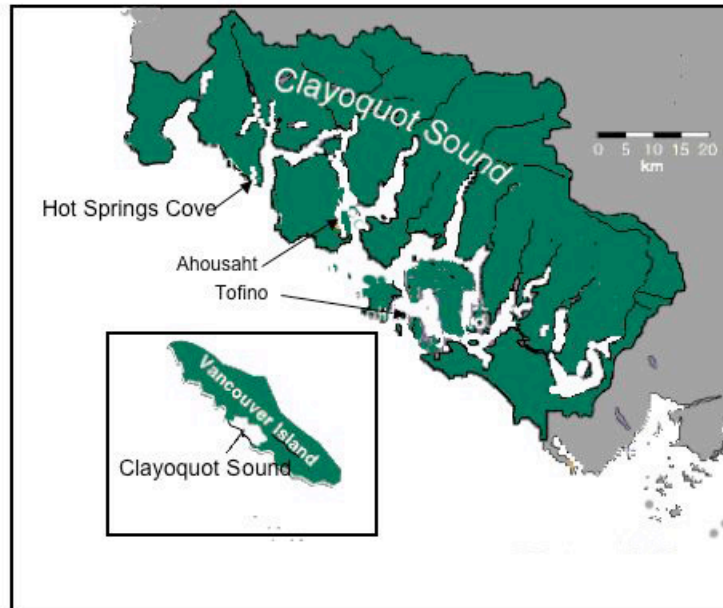 Clayoquot Sound
0 5 10 15 20
km
Hot Springs Cove
Ahousaht
Tofino
Vancouver Island
Clayoquot Sound